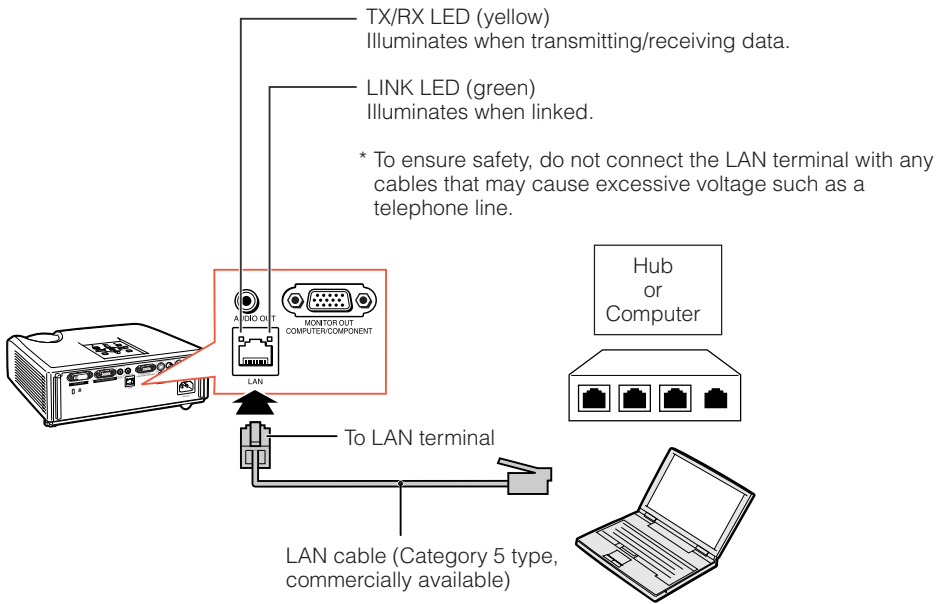 TX/RX LED (yellow)
Illuminates when transmitting/receiving data.
LINK LED (green)
Illuminates when linked.
* To ensure safety, do not connect the LAN terminal with any
cables that may cause excessive voltage such as a
telephone line.
Hub
or
Computer
AUDIO OUT
MONITOR OUT
COMPUTER/COMPONENT
LAN
To LAN terminal
LAN cable (Category 5 type,
commercially available)